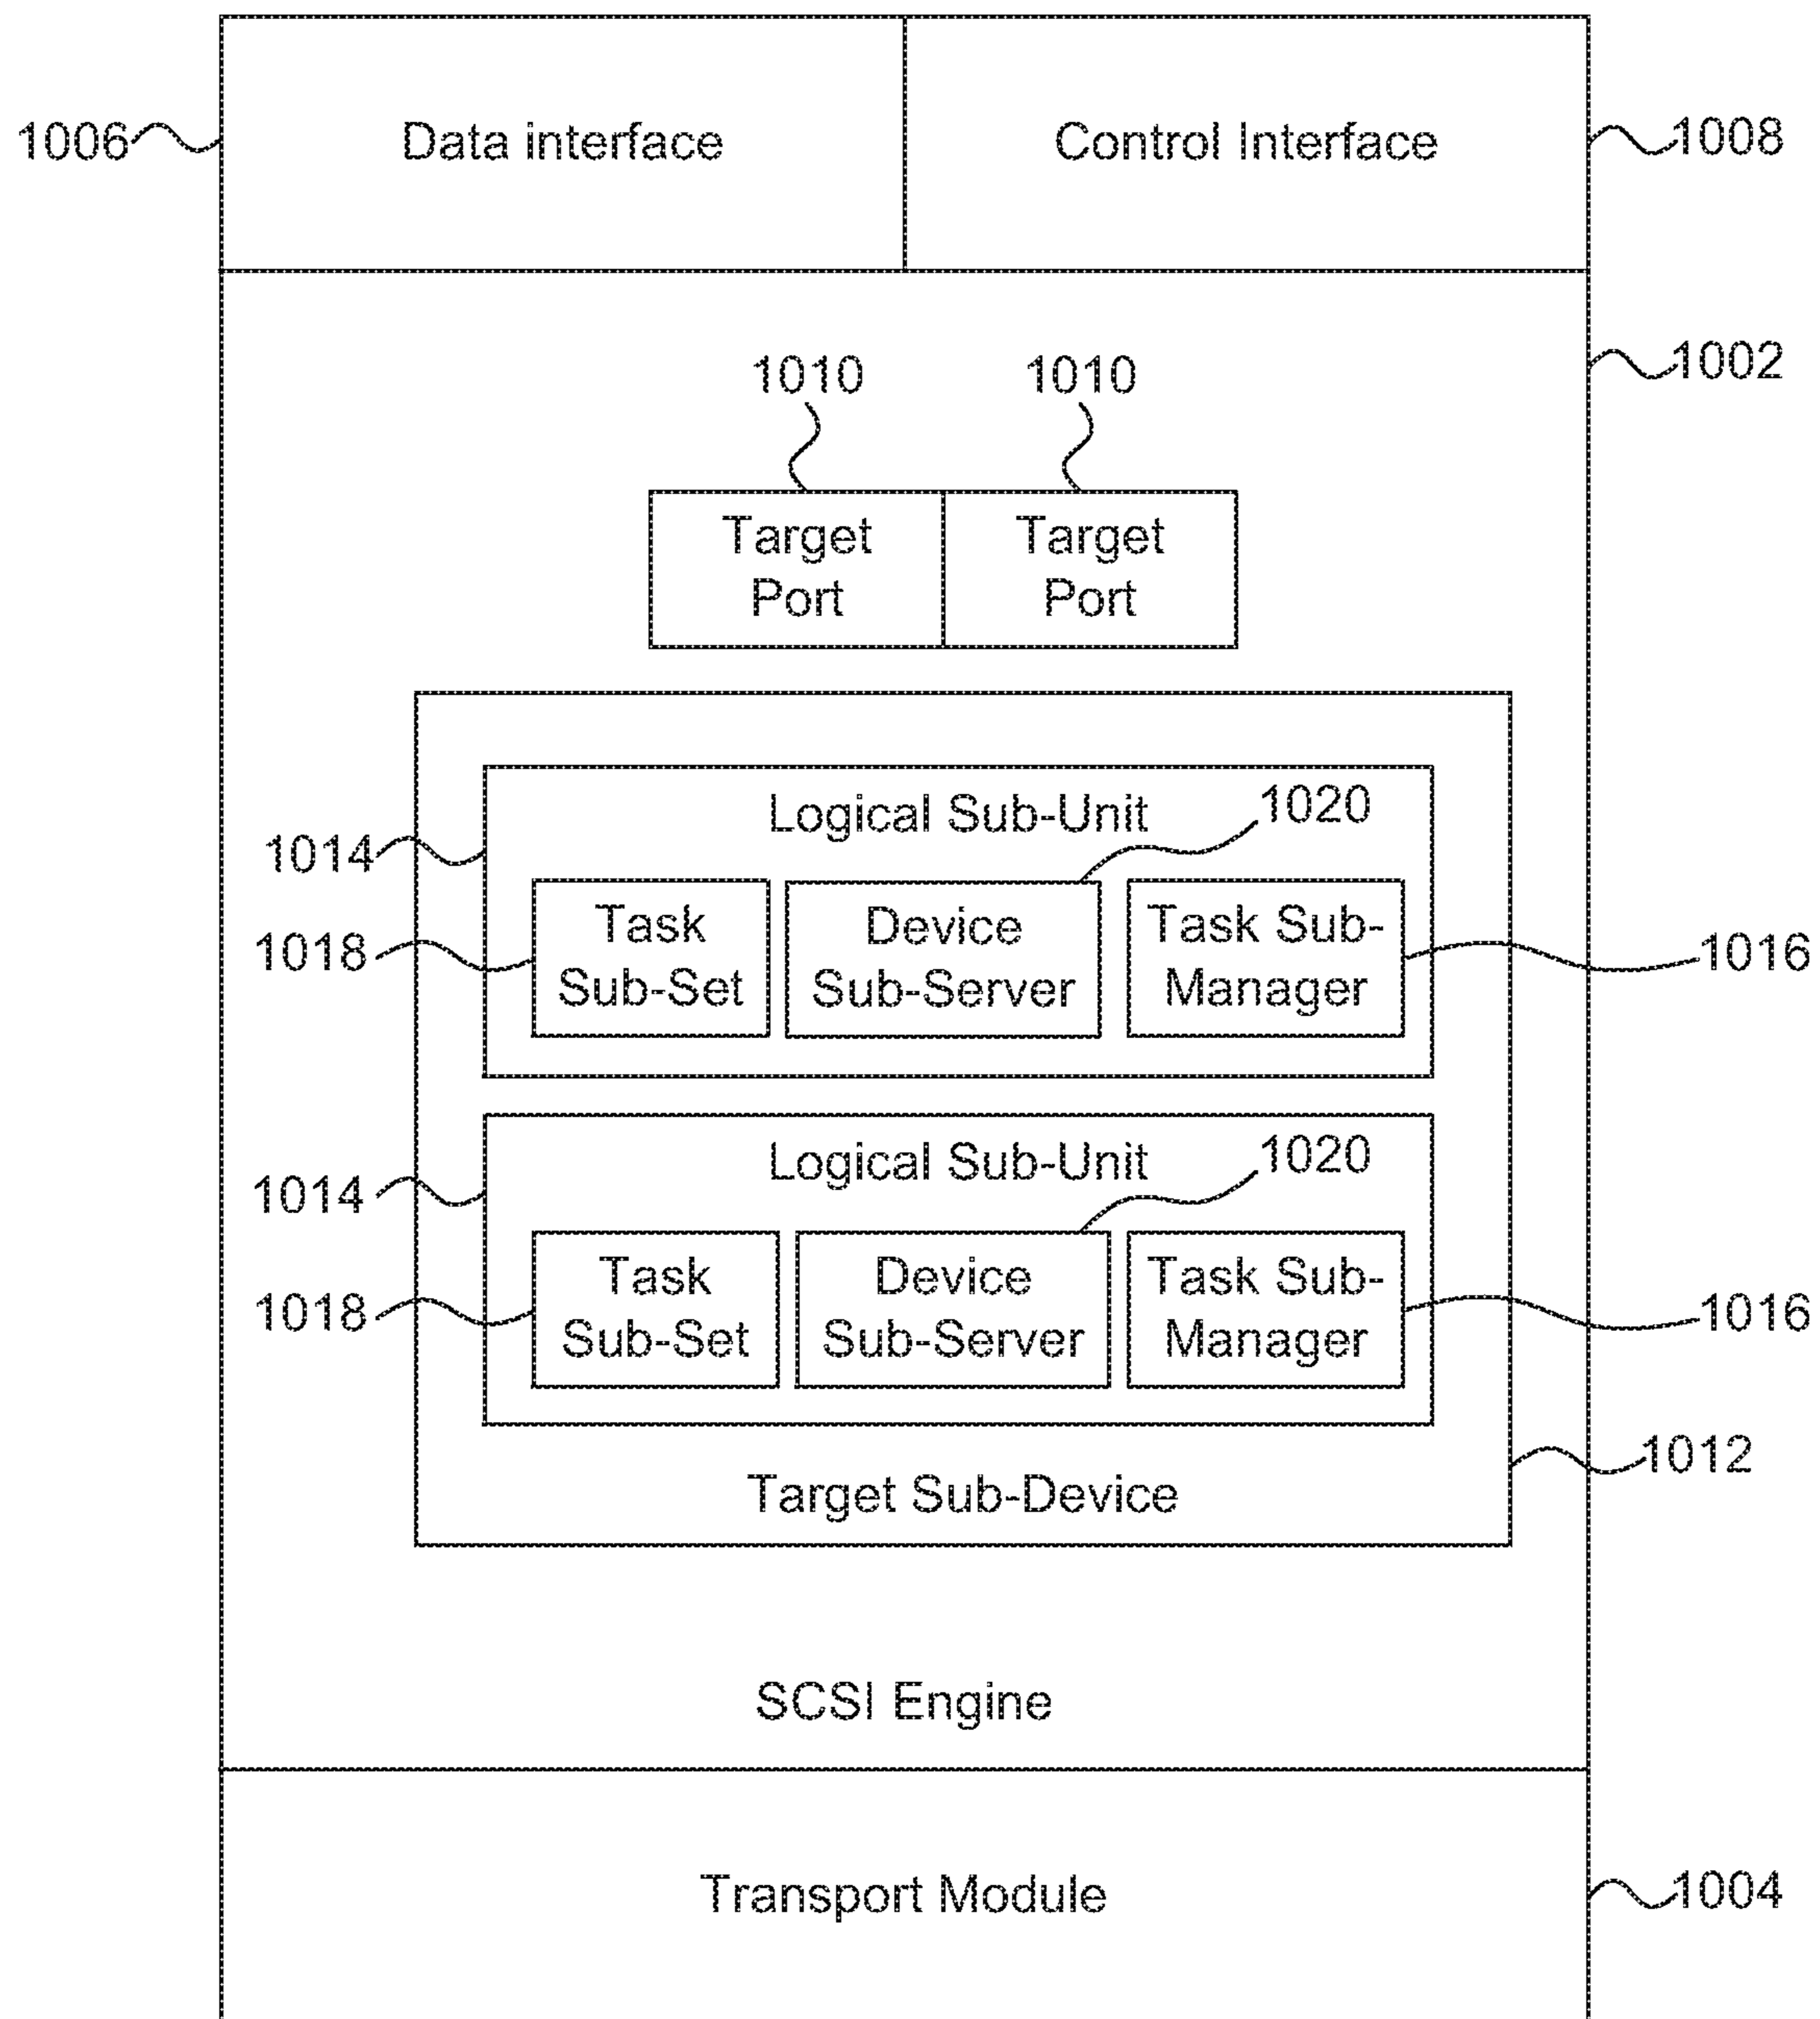 1006
Data interface
Control Interface
1008
1002
1010
1010
Target
Port
Target
Port
Logical Sub-Unit
1020
1014
Task
Sub-Set
Device
Sub-Server
Task Sub-
Manager
1018
1016
Logical Sub-Unit
1020
1014
Task
Sub-Set
Device
Sub-Server
Task Sub-
Manager
1018
1016
1012
Target Sub-Device
SCSI Engine
Transport Module
1004